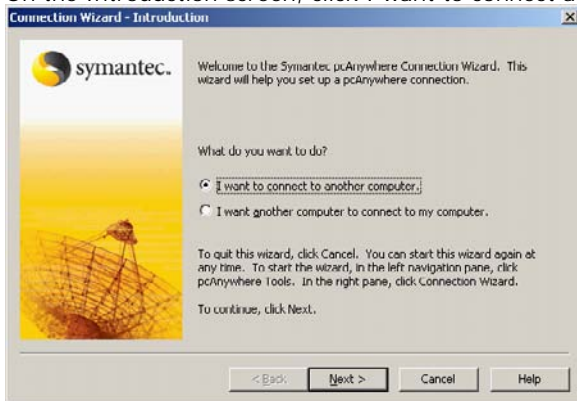 On the Introduction screen, click I want to connect
Connection Wizard - Introduction
symantec.
Welcome to the Symantec pcAnywhere Connection Wizard. This
wizard will help you set up a pcAnywhere connection.
What do you want to do?
I want to connect to another computer.
I want another computer to connect to my computer.
To quit this wizard, click Cancel. You can start this wizard again at
any time. To start the wizard, in the left navigation pane, click
pcAnywhere Tools. In the right pane, click Connection Wizard.
To continue, click Next.
< Back
Next >
Cancel
Help